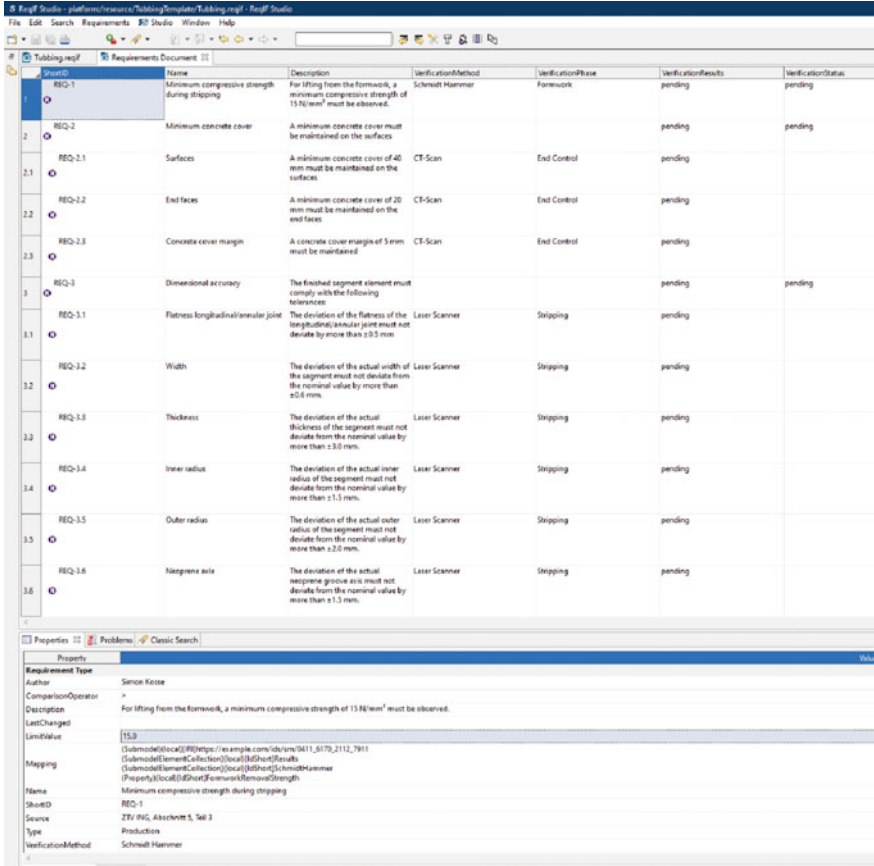 ReqIF Studio - platform:/resource/TubbingTemplate/Tubbing.reqif - ReqIF Studio
File Edit Search Requirements Studio Window Help
Tubbing.reqif Requirements Document
ShortID Name Description VerificationMethod VerificationPhase VerificationResults VerificationStatus
1 REQ-1 Minimum compressive strength For lifting from the formwork, a Schmidt Hammer Formwork pending pending
during stripping minimum compressive strength of
15 N/mm² must be observed.
2 REQ-2 Minimum concrete cover A minimum concrete cover must pending pending
be maintained on the surfaces
2.1 REQ-2.1 Surfaces A minimum concrete cover of 40 CT-Scan End Control pending
mm must be maintained on the
surfaces
2.2 REQ-2.2 End faces A minimum concrete cover of 20 CT-Scan End Control pending
mm must be maintained on the
end faces
2.3 REQ-2.3 Concrete cover margin A concrete cover margin of 5 mm CT-Scan End Control pending
must be maintained
3 REQ-3 Dimensional accuracy The finished segment element must pending pending
comply with the following
tolerances:
3.1 REQ-3.1 Flatness longitudinal/annular joint The deviation of the flatness of the Laser Scanner Stripping pending
longitudinal/annular joint must not
deviate by more than ±0.5 mm
3.2 REQ-3.2 Width The deviation of the actual width of Laser Scanner Stripping pending
the segment must not deviate from
the nominal value by more than
±0.6 mm.
3.3 REQ-3.3 Thickness The deviation of the actual Laser Scanner Stripping pending
thickness of the segment must not
deviate from the nominal value by
more than ±3.0 mm.
3.4 REQ-3.4 Inner radius The deviation of the actual inner Laser Scanner Stripping pending
radius of the segment must not
deviate from the nominal value by
more than ±1.5 mm.
3.5 REQ-3.5 Outer radius The deviation of the actual outer Laser Scanner Stripping pending
radius of the segment must not
deviate from the nominal value by
more than ±2.0 mm.
3.6 REQ-3.6 Neoprene axle The deviation of the actual Laser Scanner Stripping pending
neoprene groove axis must not
deviate from the nominal value by
more than ±1.5 mm.
Properties Problems Classic Search
Property Valu
Requirement Type
Author Simon Kosse
ComparisonOperator >
Description For lifting from the formwork, a minimum compressive strength of 15 N/mm² must be observed.
LastChanged
LimitValue 15.0
Mapping (Submodel)(local)[IRI]https://example.com/ids/sm/0411_6170_2112_7911
(SubmodelElementCollection)(local)[IdShort]Results
(SubmodelElementCollection)(local)[IdShort]SchmidtHammer
(Property)(local)[IdShort]FormworkRemovalStrength
Name Minimum compressive strength during stripping
ShortID REQ-1
Source ZTV ING, Abschnitt 5, Teil 3
Type Production
VerificationMethod Schmidt Hammer